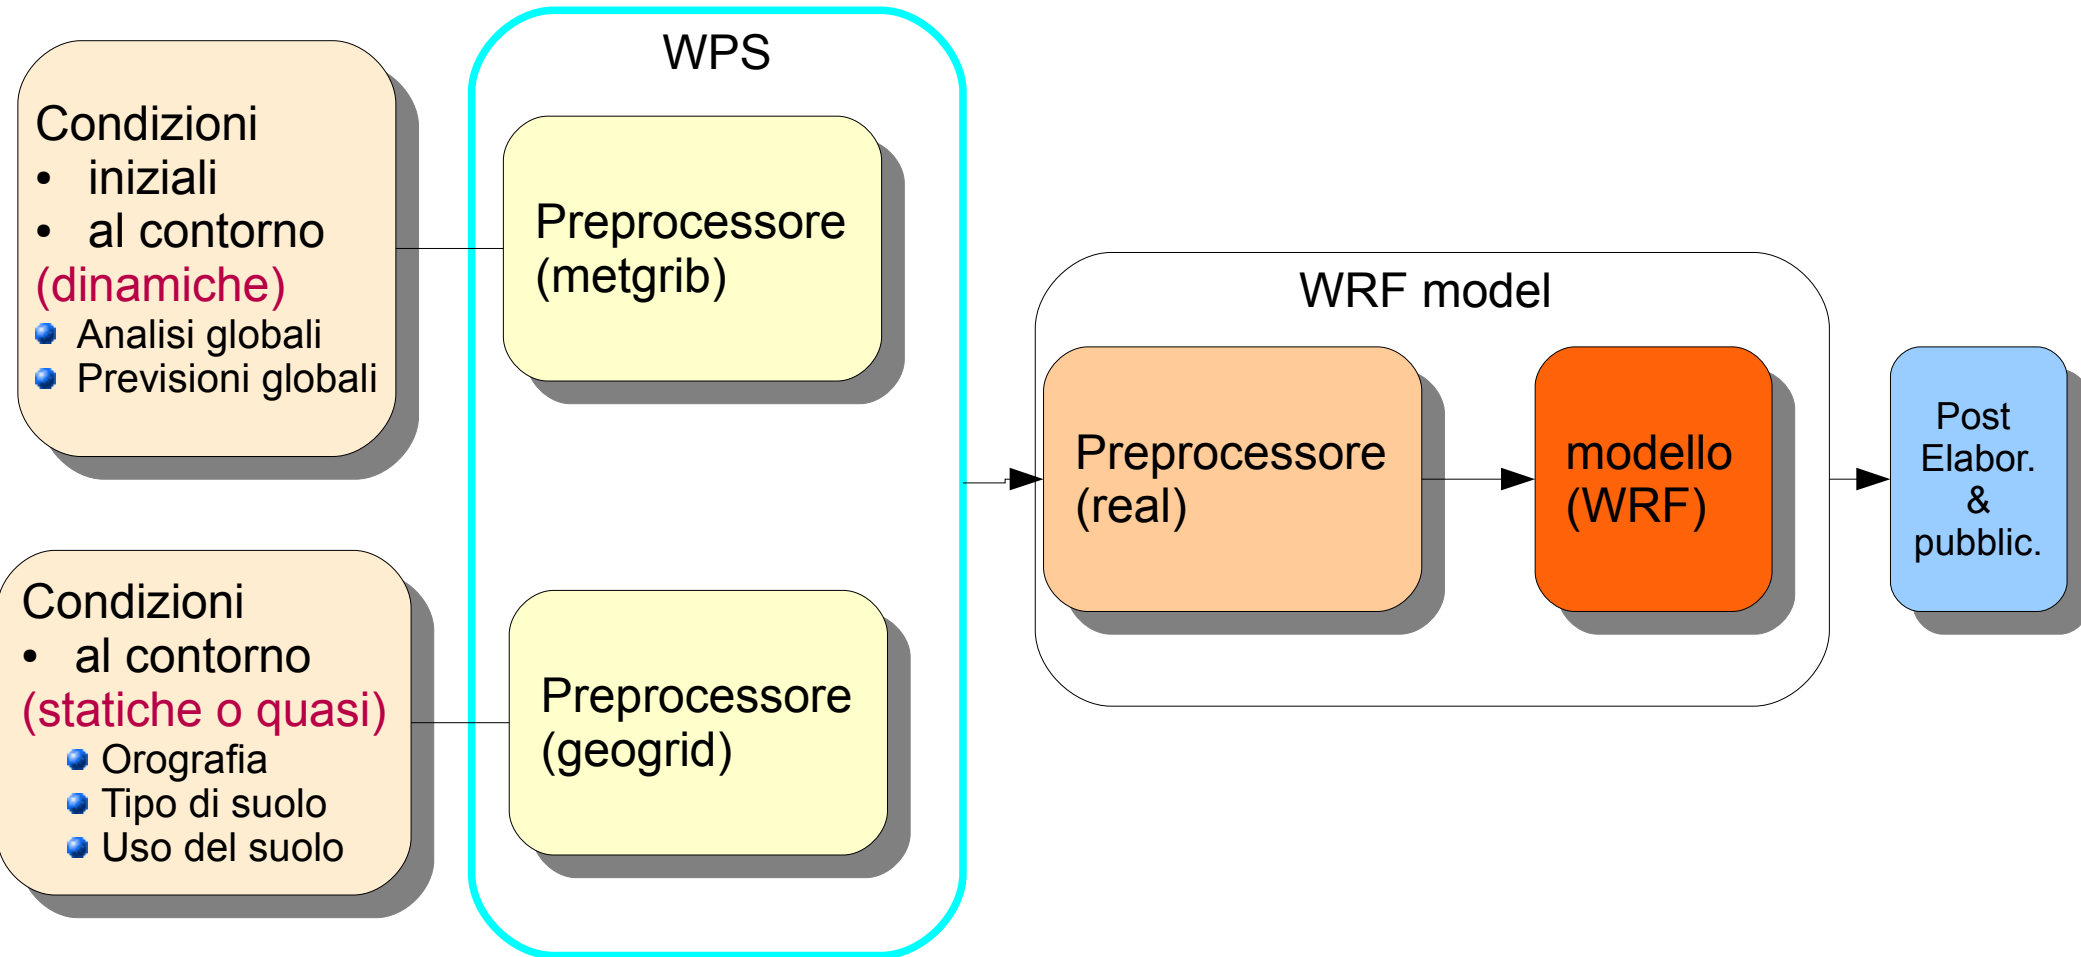 Condizioni
• iniziali
• al contorno
(dinamiche)
Analisi globali
Previsioni globali
Condizioni
• al contorno
(statiche o quasi)
Orografia
Tipo di suolo
Uso del suolo
WPS
Preprocessore
(metgrib)
Preprocessore
(geogrid)
WRF model
Preprocessore
(real)
modello
(WRF)
Post
Elabor.
&
pubblic.